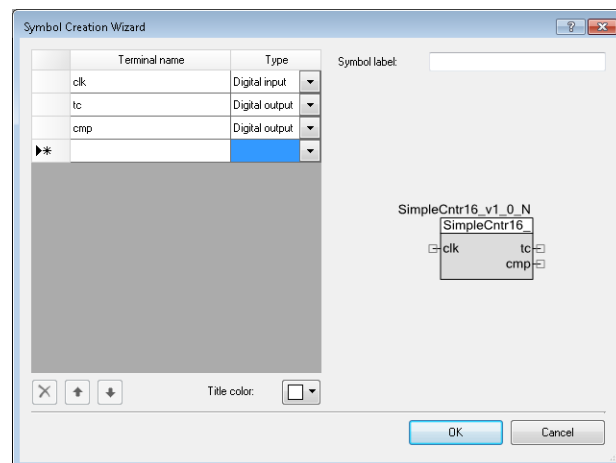 Symbol Creation Wizard
Terminal name Type
clk Digital input
tc Digital output
cmp Digital output
Symbol label:
SimpleCntr16_v1_0_N
SimpleCntr16_
clk tc
cmp
Title color:
OK Cancel